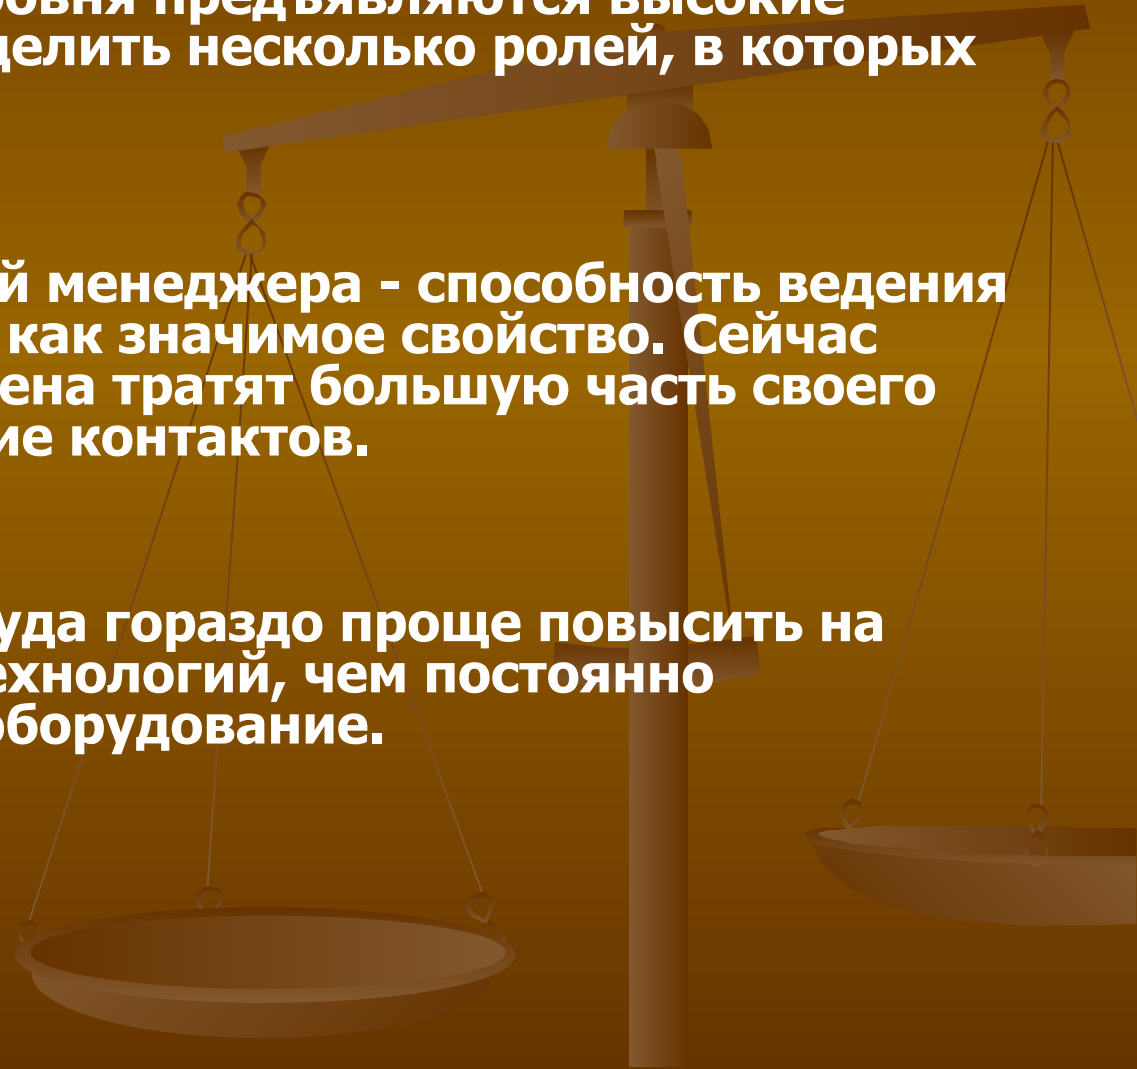 ровня предъявляются высокие
делить несколько ролей, в которых
й менеджера - способность ведения
как значимое свойство. Сейчас
ена тратят большую часть своего
ие контактов.
уда гораздо проще повысить на
ехнологий, чем постоянно
оборудование.